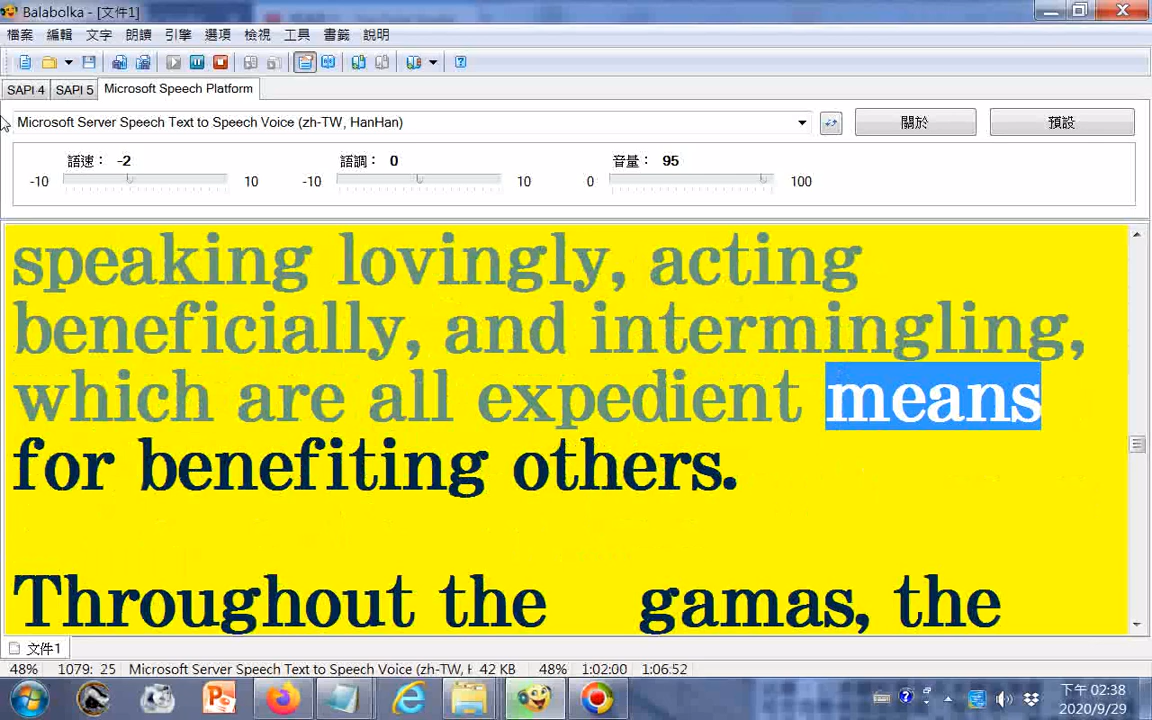 Balabolka - [文件1]
檔案 編輯 文字 朗讀 引擎 選項 檢視 工具 書籤 說明
SAPI 4 SAPI 5 Microsoft Speech Platform
Microsoft Server Speech Text to Speech Voice (zh-TW, HanHan) 關於 預設
語速： -2 語調： 0 音量： 95
-10 10 -10 10 0 100
speaking lovingly, acting
beneficially, and intermingling,
which are all expedient means
for benefiting others.
Throughout the gamas, the
文件1
48% 1079: 25 Microsoft Server Speech Text to Speech Voice (zh-TW, H 42 KB 48% 1:02:00 1:06:52
下午 02:38
2020/9/29